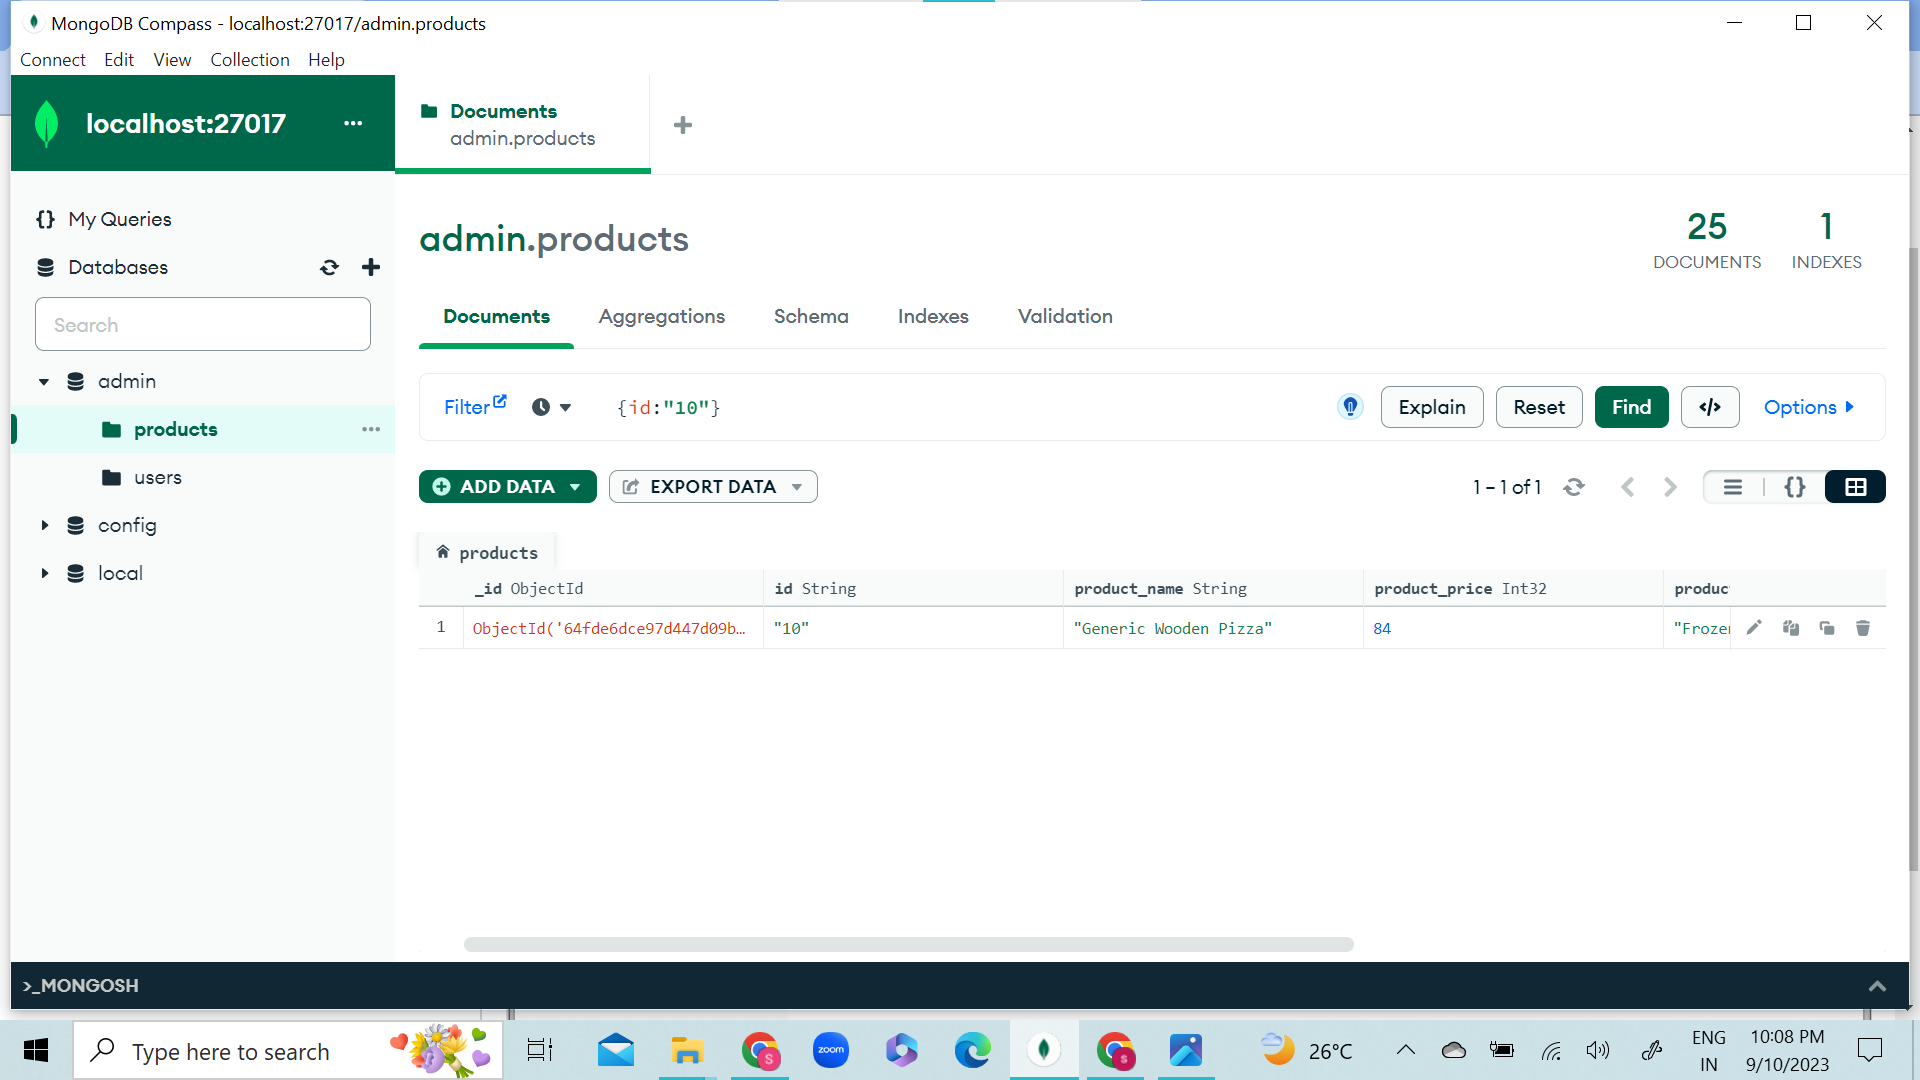 MongoDB Compass - localhost:27017/admin.products
Connect Edit View Collection Help
localhost:27017 ...
Documents
admin.products
{} My Queries
Databases
Search
admin
products ...
users
config
local
admin.products
25
DOCUMENTS
1
INDEXES
Documents Aggregations Schema Indexes Validation
Filter {id:"10"} Explain Reset Find </> Options
ADD DATA EXPORT DATA 1 – 1 of 1 {}
products
_id ObjectId id String product_name String product_price Int32 produc
1 ObjectId('64fde6dce97d447d09b… "10" "Generic Wooden Pizza" 84 "Frozen
>_MONGOSH
Type here to search
S
zoom
S
26°C
ENG
IN
10:08 PM
9/10/2023